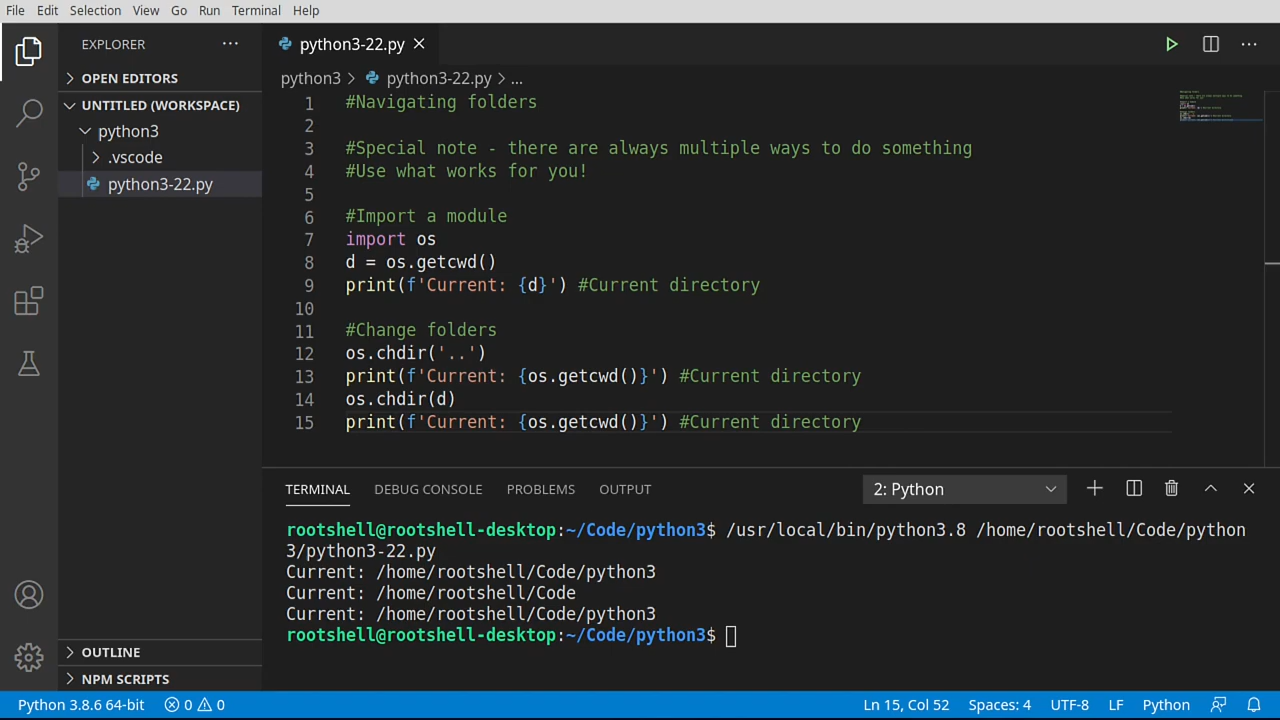 File Edit Selection View Go Run Terminal Help
EXPLORER
OPEN EDITORS
UNTITLED (WORKSPACE)
python3
.vscode
python3-22.py
python3-22.py
python3 > python3-22.py > ...
1 #Navigating folders
2
3 #Special note - there are always multiple ways to do something
4 #Use what works for you!
5
6 #Import a module
7 import os
8 d = os.getcwd()
9 print(f'Current: {d}') #Current directory
10
11 #Change folders
12 os.chdir('..')
13 print(f'Current: {os.getcwd()}') #Current directory
14 os.chdir(d)
15 print(f'Current: {os.getcwd()}') #Current directory
TERMINAL DEBUG CONSOLE PROBLEMS OUTPUT 2: Python
rootshell@rootshell-desktop:~/Code/python3$ /usr/local/bin/python3.8 /home/rootshell/Code/python
3/python3-22.py
Current: /home/rootshell/Code/python3
Current: /home/rootshell/Code
Current: /home/rootshell/Code/python3
rootshell@rootshell-desktop:~/Code/python3$
OUTLINE
NPM SCRIPTS
Python 3.8.6 64-bit 0 0 Ln 15, Col 52 Spaces: 4 UTF-8 LF Python